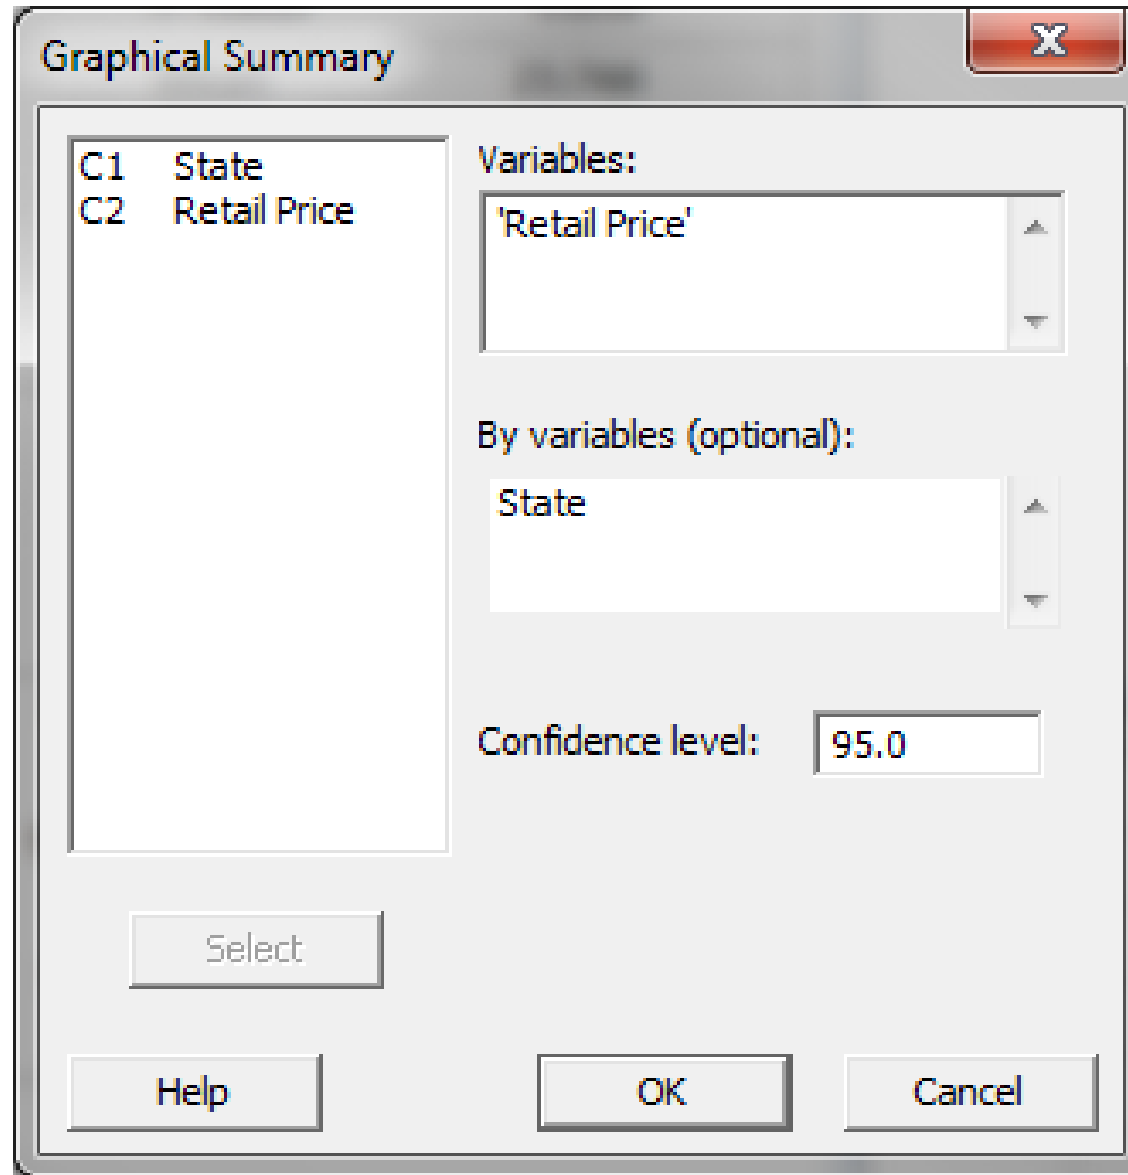 Graphical Summary
C1 State
C2 Retail Price
Variables:
'Retail Price'
By variables (optional):
State
Confidence level: 95.0
Select
Help OK Cancel